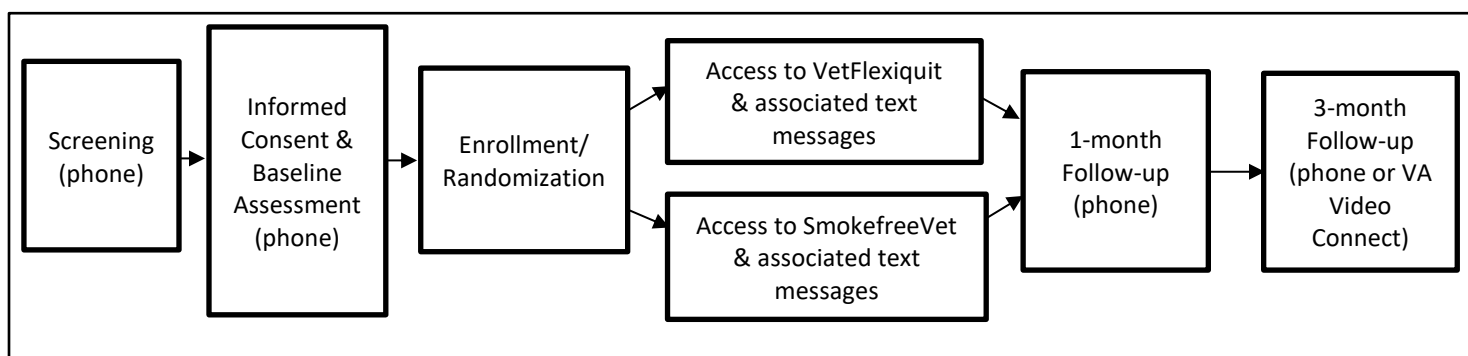 Screening
(phone)
Informed
Consent &
Baseline
Assessment
(phone)
Enrollment/
Randomization
Access to VetFlexiquit
& associated text
messages
Access to SmokefreeVet
& associated text
messages
1-month
Follow-up
(phone)
3-month
Follow-up
(phone or VA
Video
Connect)